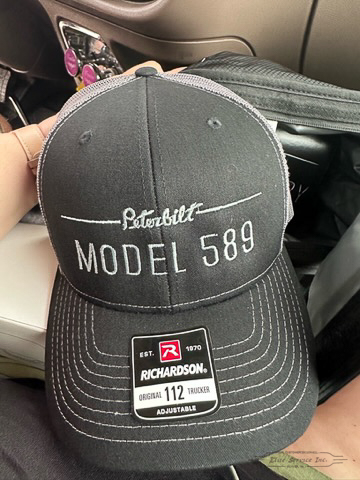 Peterbilt
MODEL 589
EST. R 1970
RICHARDSON®
ORIGINAL 112 TRUCKER
ADJUSTABLE